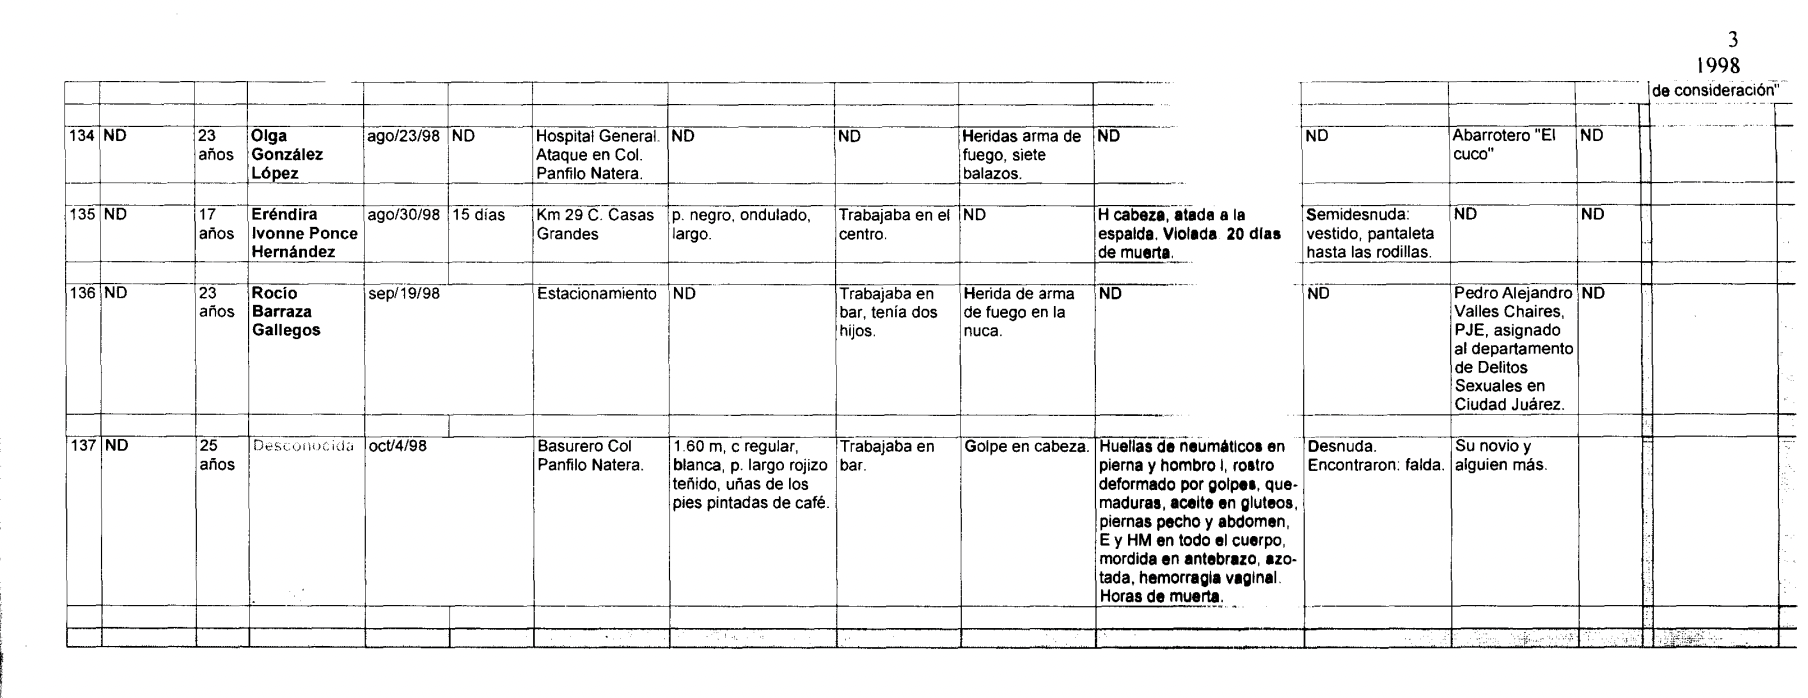 3
1998
de consideración"
134 ND 23 años Olga González López ago/23/98 ND Hospital General. Ataque en Col. Panfilo Natera. ND ND Heridas arma de fuego, siete balazos. ND ND Abarrotero "El cuco" ND
135 ND 17 años Eréndira Ivonne Ponce Hernández ago/30/98 15 días Km 29 C. Casas Grandes p. negro, ondulado, largo. Trabajaba en el centro. ND H cabeza, atada a la espalda. Violada. 20 días de muerta. Semidesnuda: vestido, pantaleta hasta las rodillas. ND ND
136 ND 23 años Rocío Barraza Gallegos sep/19/98 Estacionamiento ND Trabajaba en bar, tenía dos hijos. Herida de arma de fuego en la nuca. ND ND Pedro Alejandro Valles Chaires, PJE, asignado al departamento de Delitos Sexuales en Ciudad Juárez. ND
137 ND 25 años Desconocida oct/4/98 Basurero Col Panfilo Natera. 1.60 m, c regular, blanca, p. largo rojizo teñido, uñas de los pies pintadas de café. Trabajaba en bar. Golpe en cabeza. Huellas de neumáticos en pierna y hombro I, rostro deformado por golpes, que-maduras, aceite en gluteos, piernas pecho y abdomen, E y HM en todo el cuerpo, mordida en antebrazo, azo-tada, hemorragia vaginal. Horas de muerta. Desnuda. Encontraron: falda. Su novio y alguien más.